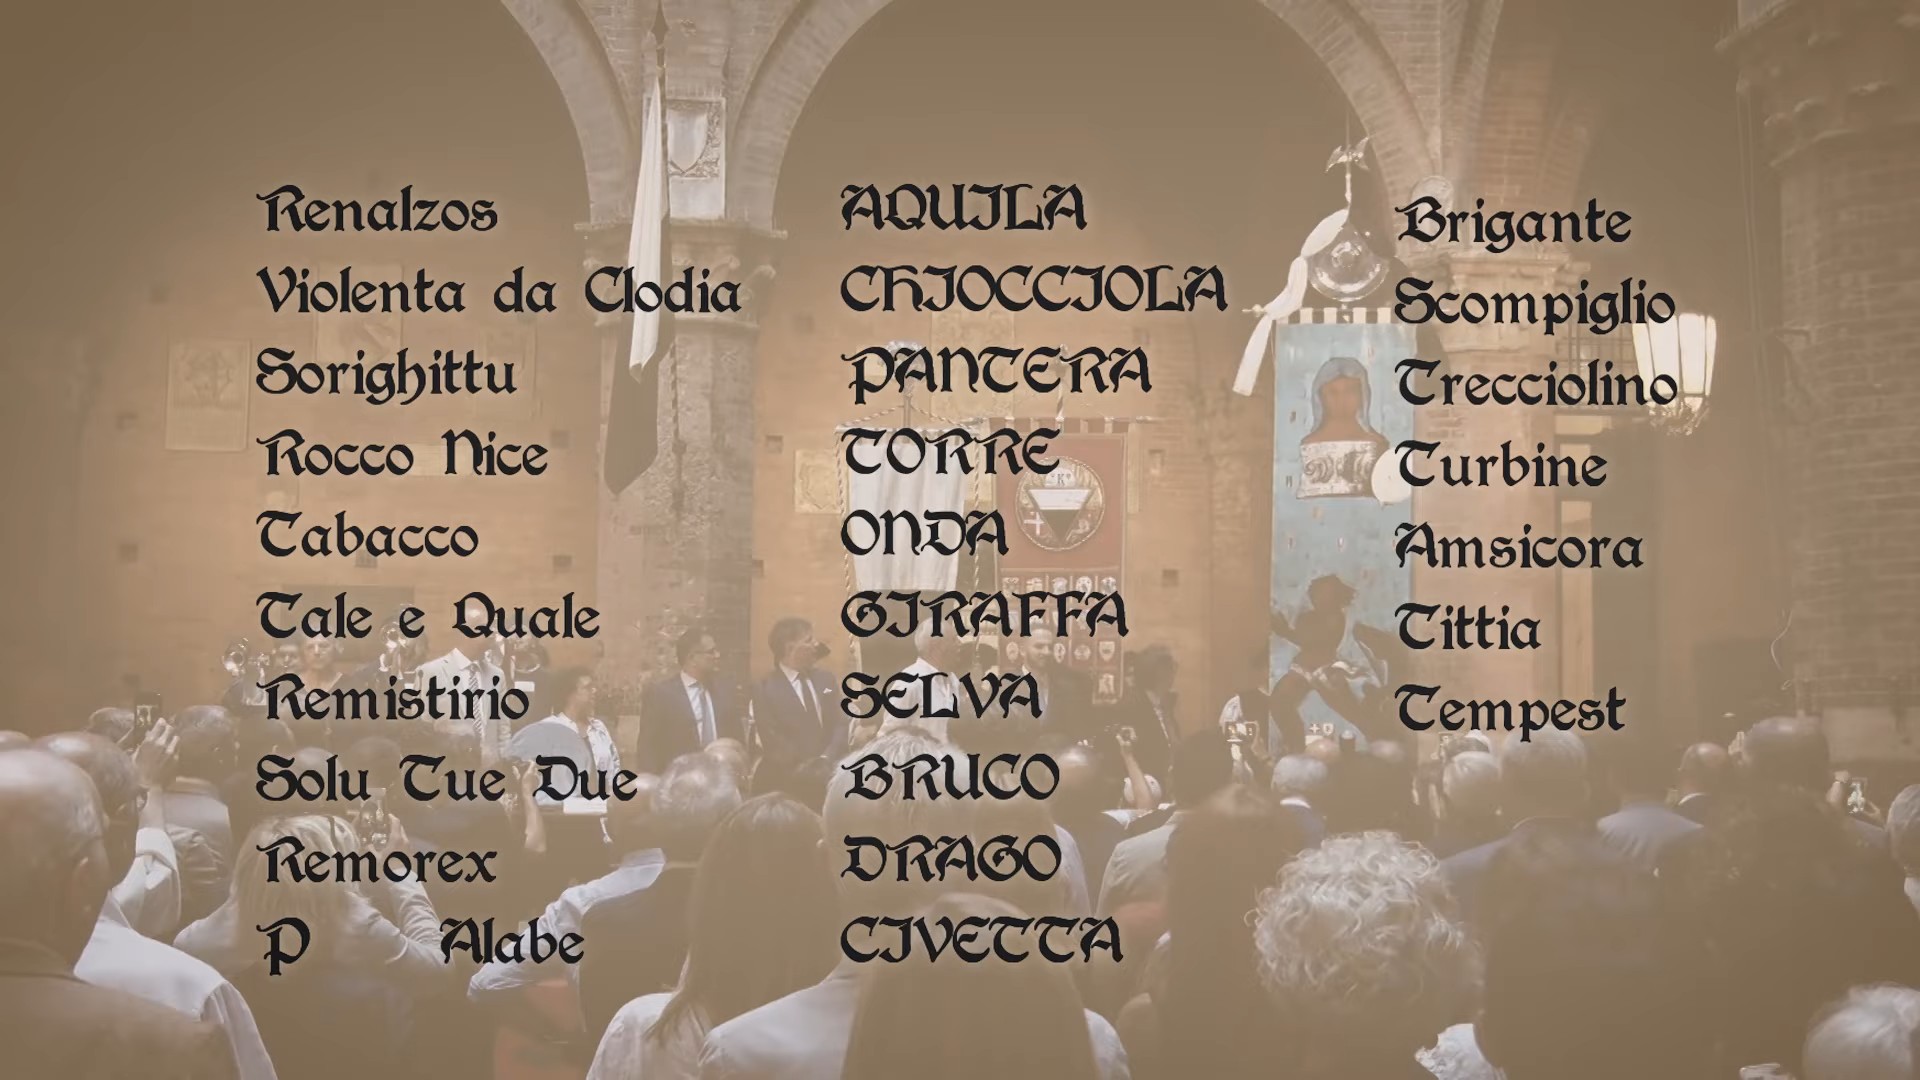 Renalzos AQUILA Brigante
Violenta da Clodia CHIOCCIOLA Scompiglio
Sorighittu PANTERA Trecciolino
Rocco Nice TORRE Turbine
Tabacco ONDA Amsicora
Tale e Quale GIRAFFA Tittia
Remistirio SELVA Tempest
Solu Tue Due BRUCO
Remorex DRAGO
P Alabe CIVETTA